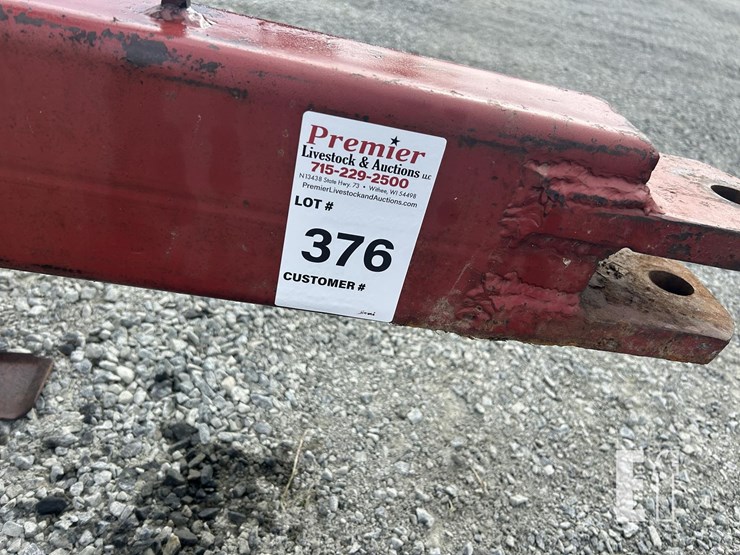 Premier
Livestock & Auctions LLC
715-229-2500
N13438 State Hwy. 73 • Withee, WI 54498
PremierLivestockandAuctions.com
LOT #
376
CUSTOMER #